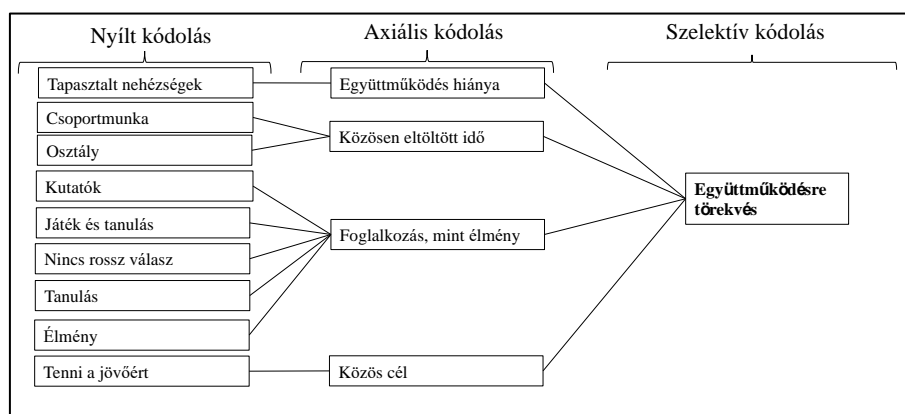 Nyílt kódolás
Axiális kódolás
Szelektív kódolás
Tapasztalt nehézségek
Csoportmunka
Osztály
Kutatók
Játék és tanulás
Nincs rossz válasz
Tanulás
Élmény
Tenni a jövőért
Együttműködés hiánya
Közösen eltöltött idő
Foglalkozás, mint élmény
Közös cél
Együttműködésre
törekvés